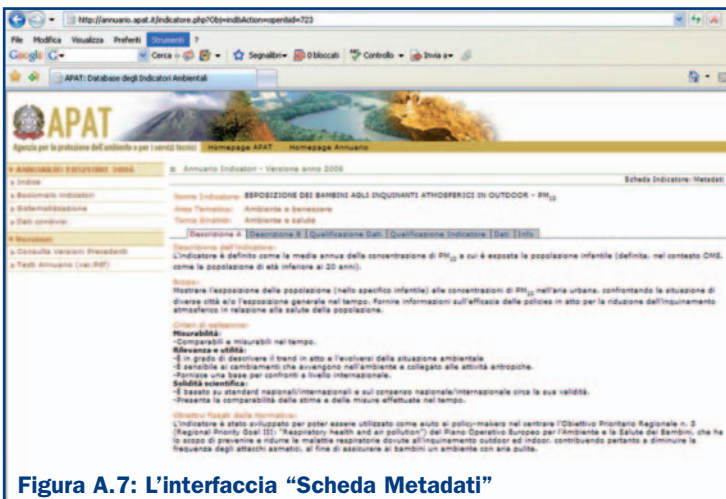 http://annuario.apat.it/indicatore.php?Obj=indb&Action=openbid=723
File Modifica Visualizza Preferiti Strumenti ?
Google G Cerca Segnalibri 0 bloccati Controllo Invia a
APAT: Database degli Indicatori Ambientali
APAT
Agenzia per la protezione dell'ambiente e per i servizi tecnici Homepage APAT Homepage Annuario
ANNUARIO EDIZIONE 2006
Indice
Bookmark Indicatori
Sistematizzazione
Dati condivisi
Versioni
Consulta Versioni Precedenti
Testi Annuario (ver.Pdf)
Annuario Indicatori - Versione anno 2006
Scheda Indicatore: Metadati
Nome Indicatore: ESPOSIZIONE DEI BAMBINI AGLI INQUINANTI ATMOSFERICI IN OUTDOOR - PM10
Area Tematica: Ambiente e benessere
Tema SINAnet: Ambiente e salute
Descrizione A Descrizione B Qualificazione Dati Qualificazione Indicatore Dati Info
Descrizione dell'indicatore:
L'indicatore è definito come la media annua della concentrazione di PM10 a cui è esposta la popolazione infantile (definita, nel contesto OMS,
come la popolazione di età inferiore ai 20 anni).
Scopo:
Mostrare l'esposizione della popolazione (nello specifico infantile) alle concentrazioni di PM10 nell'aria urbana, confrontando la situazione di
diverse città e/o l'esposizione generale nel tempo. Fornire informazioni sull'efficacia delle policies in atto per la riduzione dell'inquinamento
atmosferico in relazione alla salute della popolazione.
Criteri di selezione:
Misurabilità:
-Comparabili e misurabili nel tempo.
Rilevanza e utilità:
-È in grado di descrivere il trend in atto e l'evolversi della situazione ambientale
-È sensibile ai cambiamenti che avvengono nell'ambiente e collegato alle attività antropiche.
-Fornisce una base per confronti a livello internazionale.
Solidità scientifica:
-È basato su standard nazionali/internazionali e sul consenso nazionale/internazionale circa la sua validità.
-Presenta la comparabilità delle stime e delle misure effettuate nel tempo.
Obiettivi fissati dalla Normativa:
L'indicatore è stato sviluppato per poter essere utilizzato come aiuto ai policy-makers nel centrare l'Obiettivo Prioritario Regionale n. 3
(Regional Priority Goal III: "Respiratory health and air pollution") del Piano Operativo Europeo per l'Ambiente e la Salute dei Bambini, che ha
lo scopo di prevenire e ridurre le malattie respiratorie dovute all'inquinamento outdoor ed indoor, contribuendo pertanto a diminuire la
frequenza degli attacchi asmatici, al fine di assicurare ai bambini un ambiente con aria pulita.
Figura A.7: L'interfaccia "Scheda Metadati"